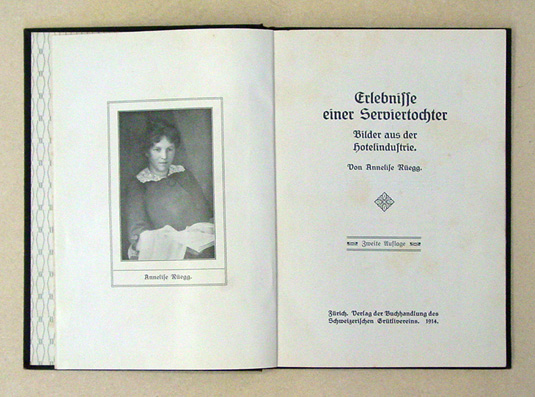 Annelise Rüegg.
Erlebnisse
einer Serviertochter
Bilder aus der
Hotelindustrie.
Von Annelise Rüegg.
Zweite Auflage
Zürich. Verlag der Buchhandlung des
Schweizerischen Grütlivereins. 1914.